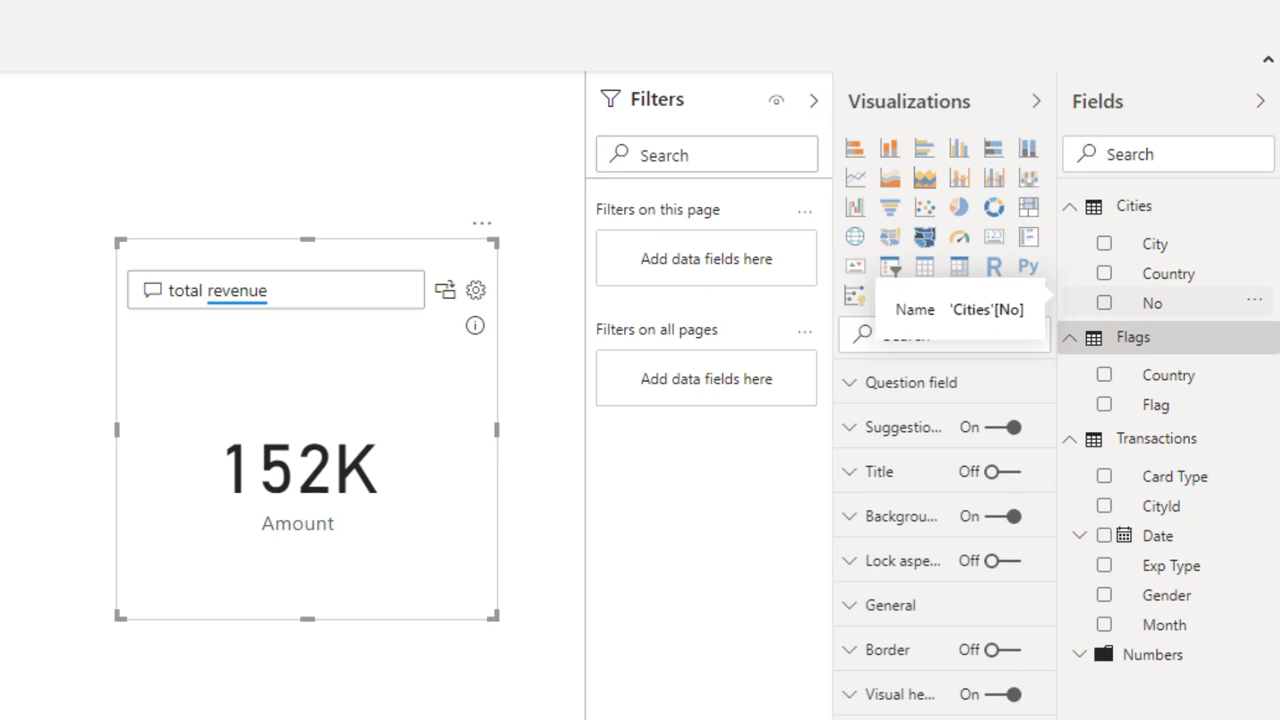 total revenue
152K
Amount
Filters
Search
Filters on this page
...
Add data fields here
Filters on all pages
...
Add data fields here
Visualizations
R
Py
Name 'Cities'[No]
Question field
Suggestio... On
Title Off
Backgrou... On
Lock aspe... Off
General
Border Off
Visual he... On
Fields
Search
Cities
City
Country
No
Flags
Country
Flag
Transactions
Card Type
CityId
Date
Exp Type
Gender
Month
Numbers